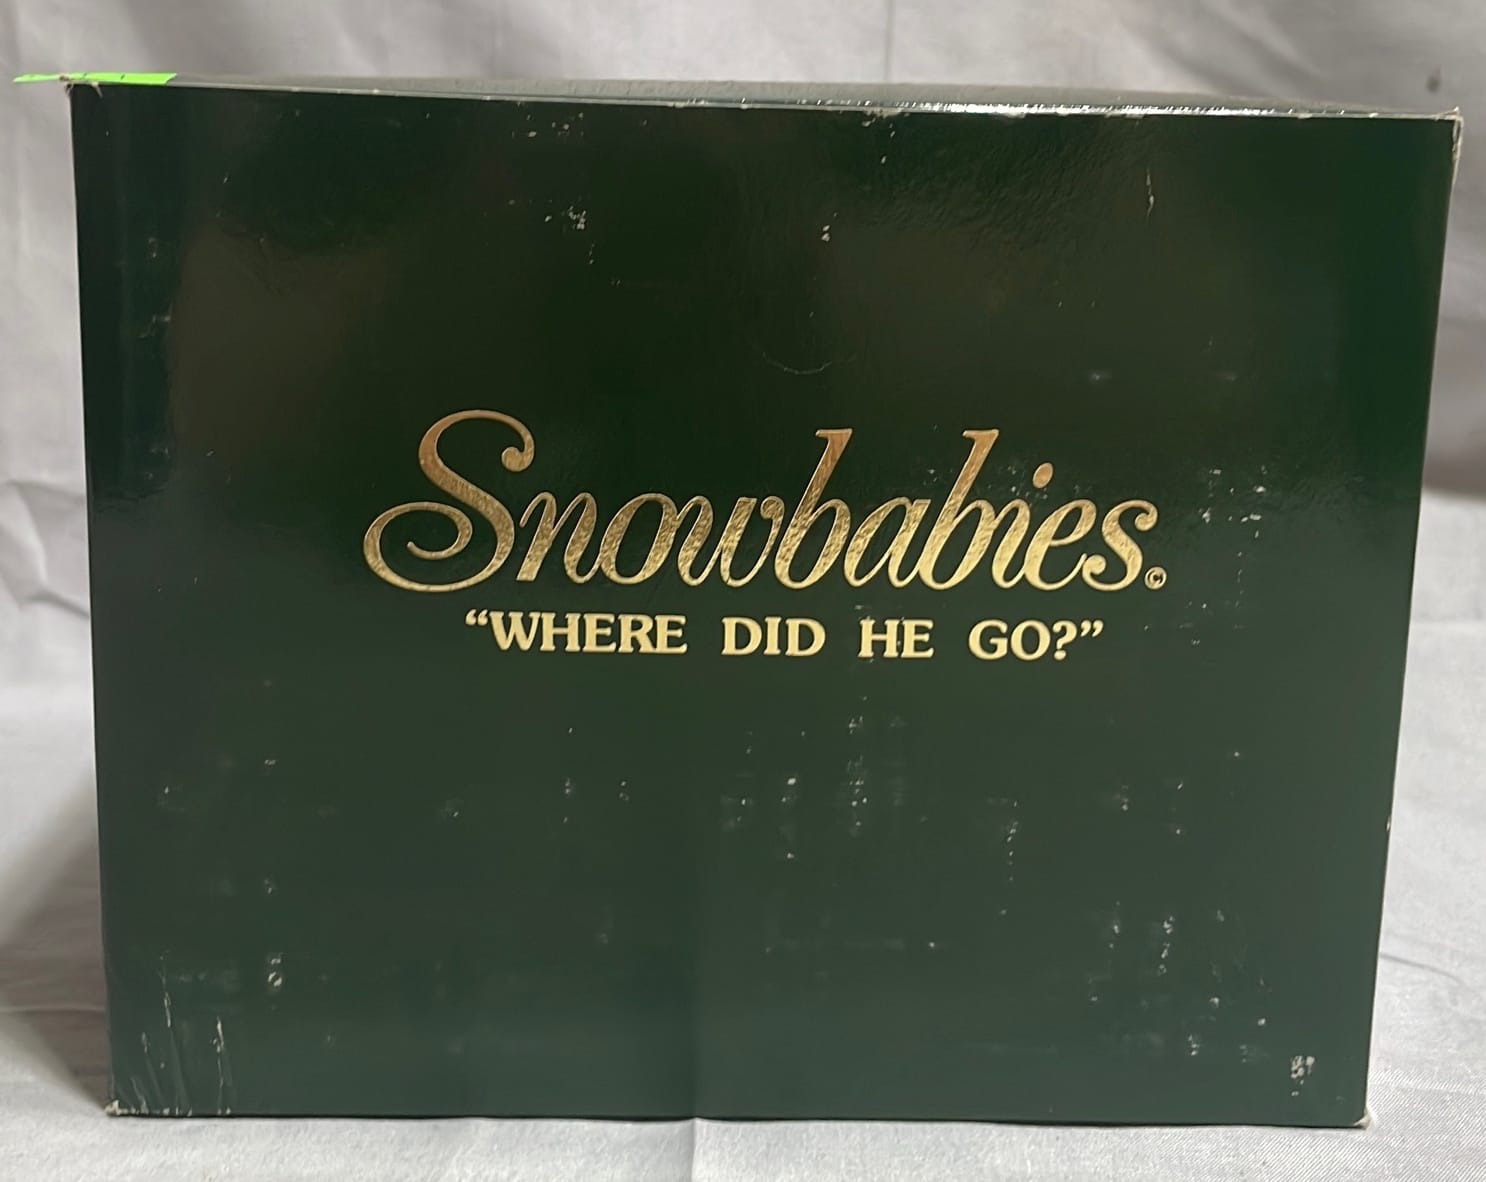 Snowbabies.©
“WHERE DID HE GO?”